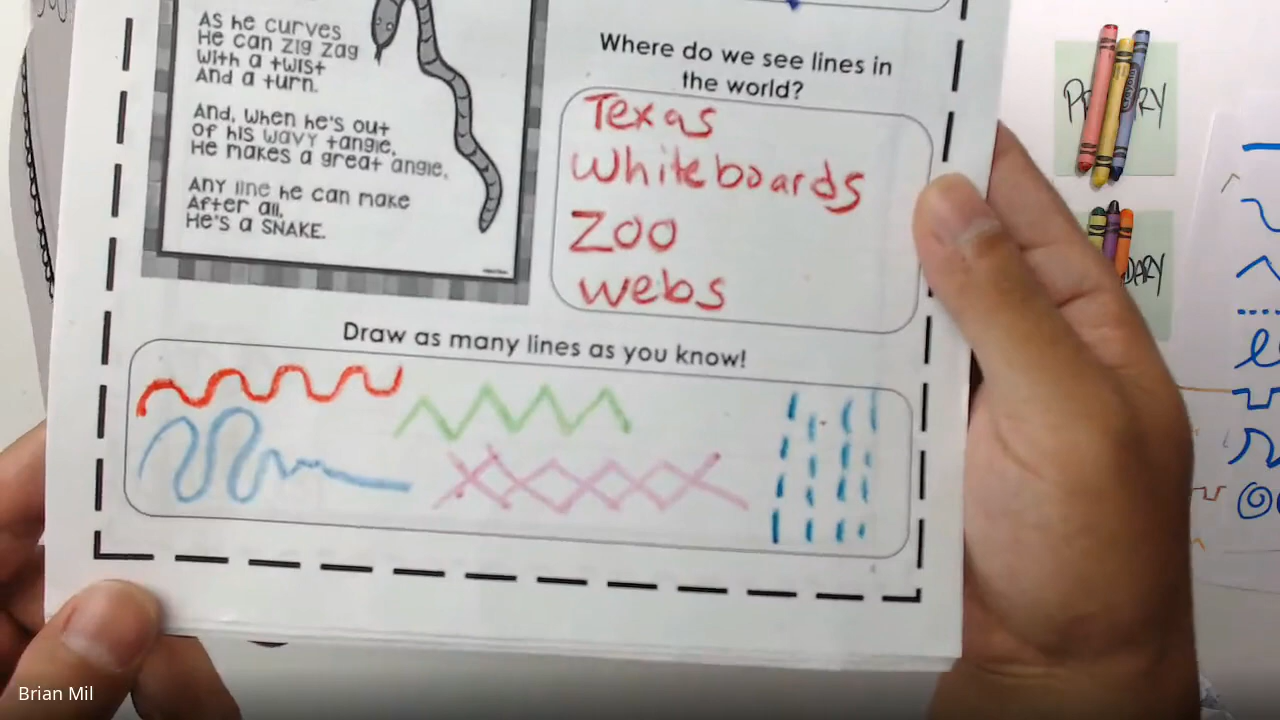 As he curves
He can zig zag
With a twist
And a turn.
And, when he's out
of his wavy tangle,
He makes a great angle.
Any line he can make
After all,
He's a SNAKE.
Where do we see lines in
the world?
Texas
Whiteboards
Zoo
webs
Draw as many lines as you know!
Brian Mil